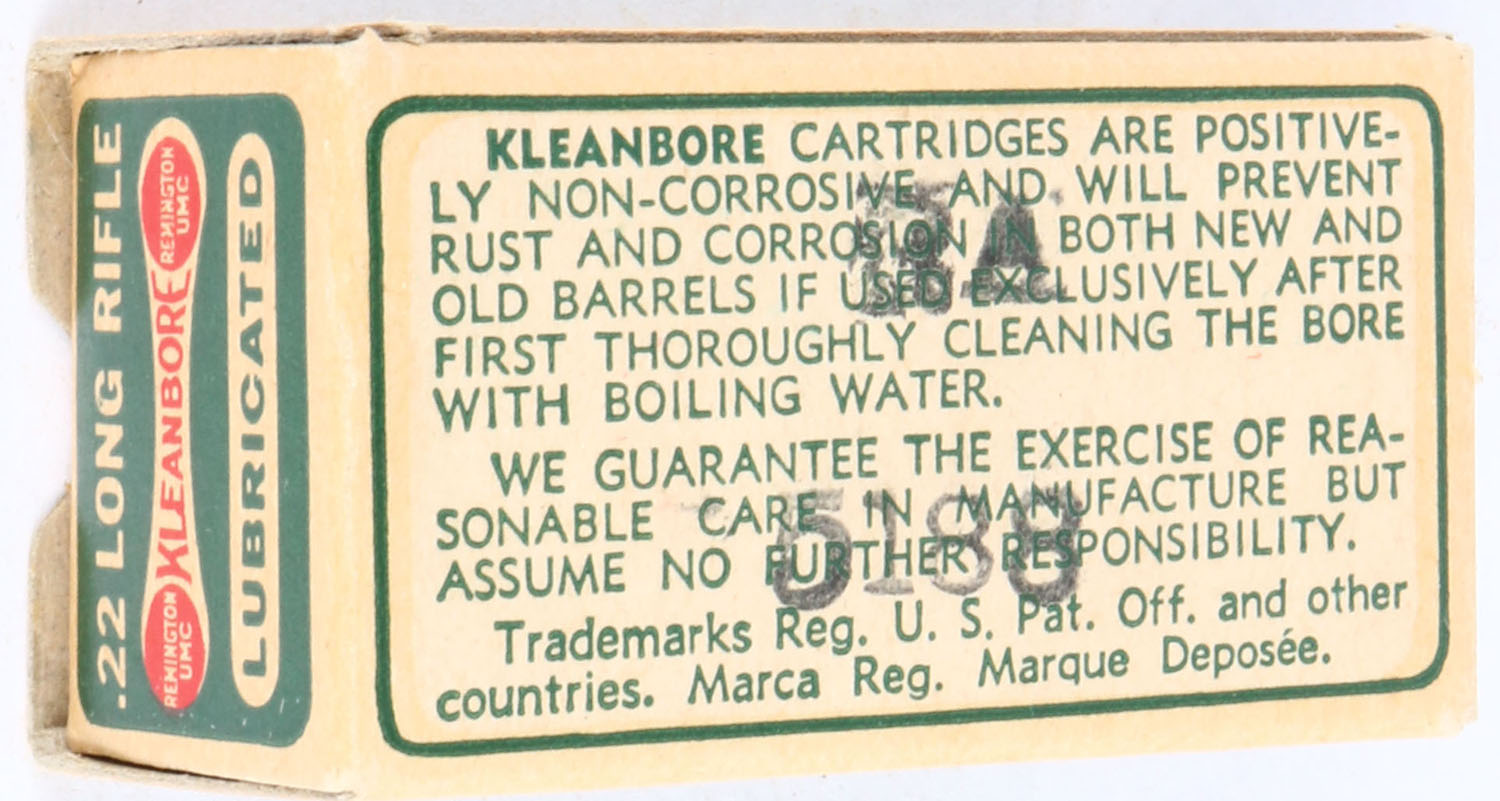 .22 LONG RIFLE
REMINGTON
UMC
KLEANBORE
REMINGTON
UMC
LUBRICATED
KLEANBORE CARTRIDGES ARE POSITIVE-
LY NON-CORROSIVE AND WILL PREVENT
RUST AND CORROSION IN BOTH NEW AND
OLD BARRELS IF USED EXCLUSIVELY AFTER
FIRST THOROUGHLY CLEANING THE BORE
WITH BOILING WATER.
WE GUARANTEE THE EXERCISE OF REA-
SONABLE CARE IN MANUFACTURE BUT
ASSUME NO FURTHER RESPONSIBILITY.
Trademarks Reg. U. S. Pat. Off. and other
countries. Marca Reg. Marque Deposée.
5188